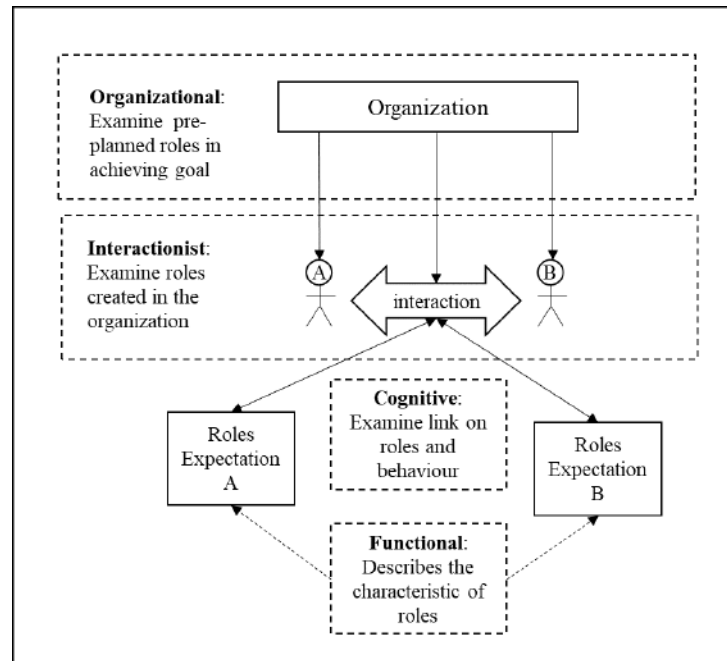 Organizational:
Examine pre-
planned roles in
achieving goal
Organization
Interactionist:
Examine roles
created in the
organization
A
interaction
B
Cognitive:
Examine link on
roles and
behaviour
Roles
Expectation
A
Roles
Expectation
B
Functional:
Describes the
characteristic of
roles